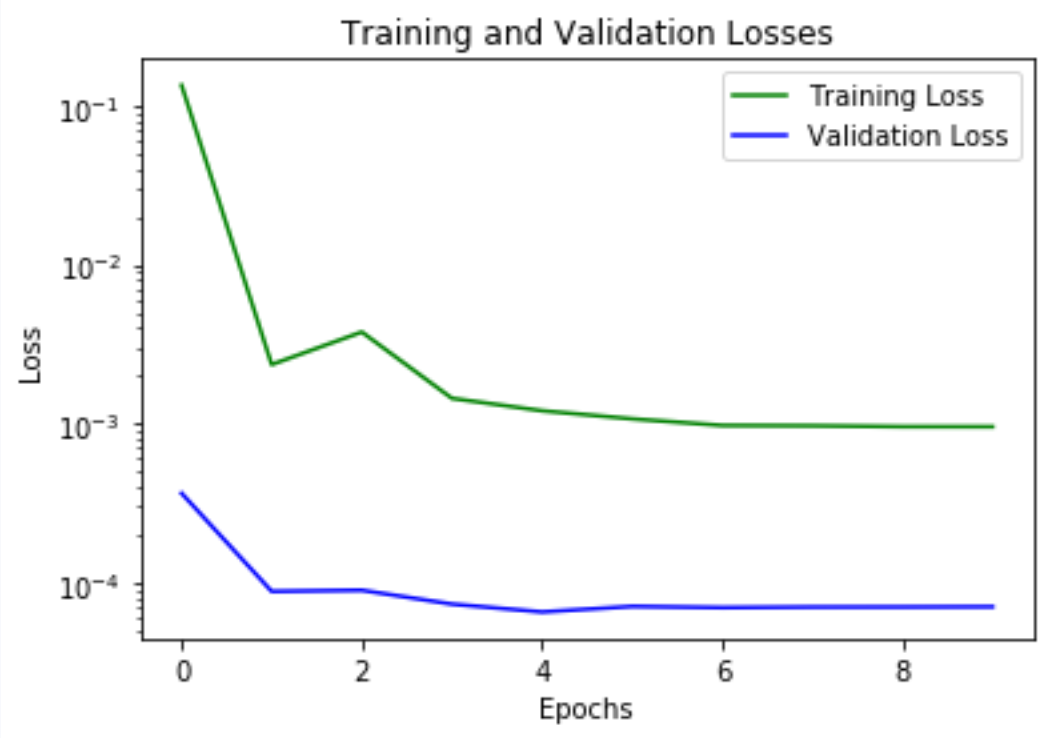 Training and Validation Losses
Training Loss
Validation Loss
10⁻¹
10⁻²
10⁻³
10⁻⁴
Loss
0 2 4 6 8
Epochs